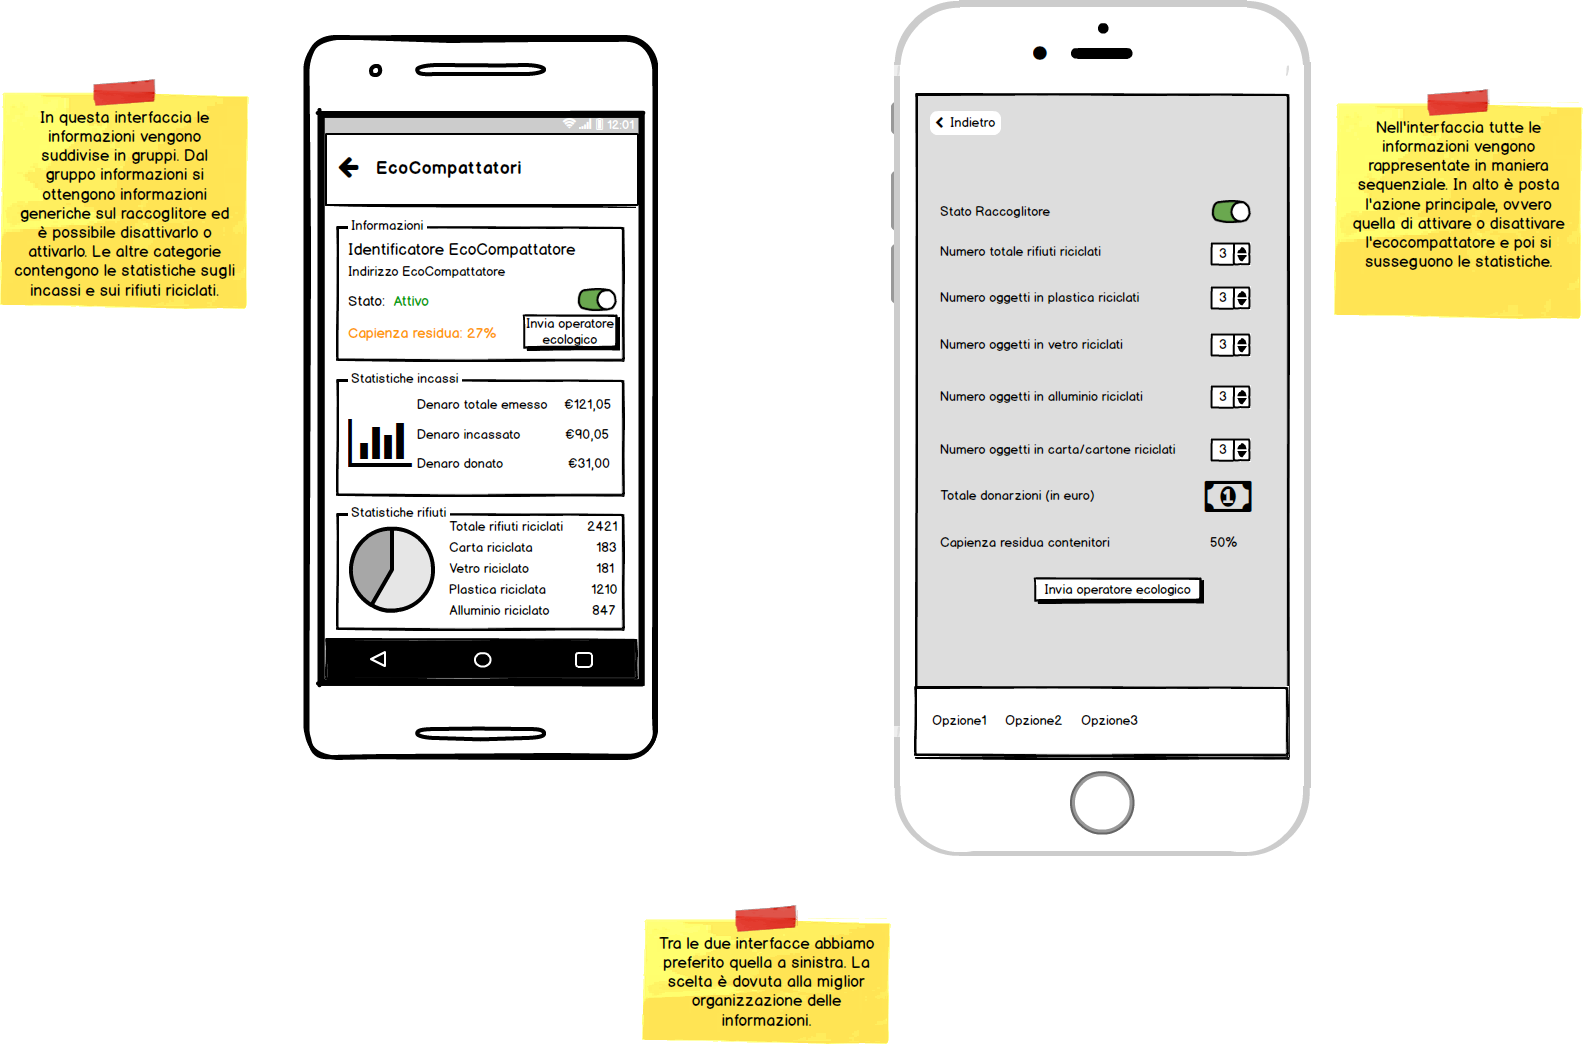 In questa interfaccia le
informazioni vengono
suddivise in gruppi. Dal
gruppo informazioni si
ottengono informazioni
generiche sul raccoglitore ed
è possibile disattivarlo o
attivarlo. Le altre categorie
contengono le statistiche sugli
incassi e sui rifiuti riciclati.
12:01
EcoCompattatori
Informazioni
Identificatore EcoCompattatore
Indirizzo EcoCompattatore
Stato: Attivo
Capienza residua: 27%
Invia operatore
ecologico
Statistiche incassi
Denaro totale emesso €121,05
Denaro incassato €90,05
Denaro donato €31,00
Statistiche rifiuti
Totale rifiuti riciclati 2421
Carta riciclata 183
Vetro riciclato 181
Plastica riciclata 1210
Alluminio riciclato 847
Indietro
Stato Raccoglitore
Numero totale rifiuti riciclati 3
Numero oggetti in plastica riciclati 3
Numero oggetti in vetro riciclati 3
Numero oggetti in alluminio riciclati 3
Numero oggetti in carta/cartone riciclati 3
Totale donarzioni (in euro) 1
Capienza residua contenitori 50%
Invia operatore ecologico
Opzione1 Opzione2 Opzione3
Nell'interfaccia tutte le
informazioni vengono
rappresentate in maniera
sequenziale. In alto è posta
l'azione principale, ovvero
quella di attivare o disattivare
l'ecocompattatore e poi si
susseguono le statistiche.
Tra le due interfacce abbiamo
preferito quella a sinistra. La
scelta è dovuta alla miglior
organizzazione delle
informazioni.